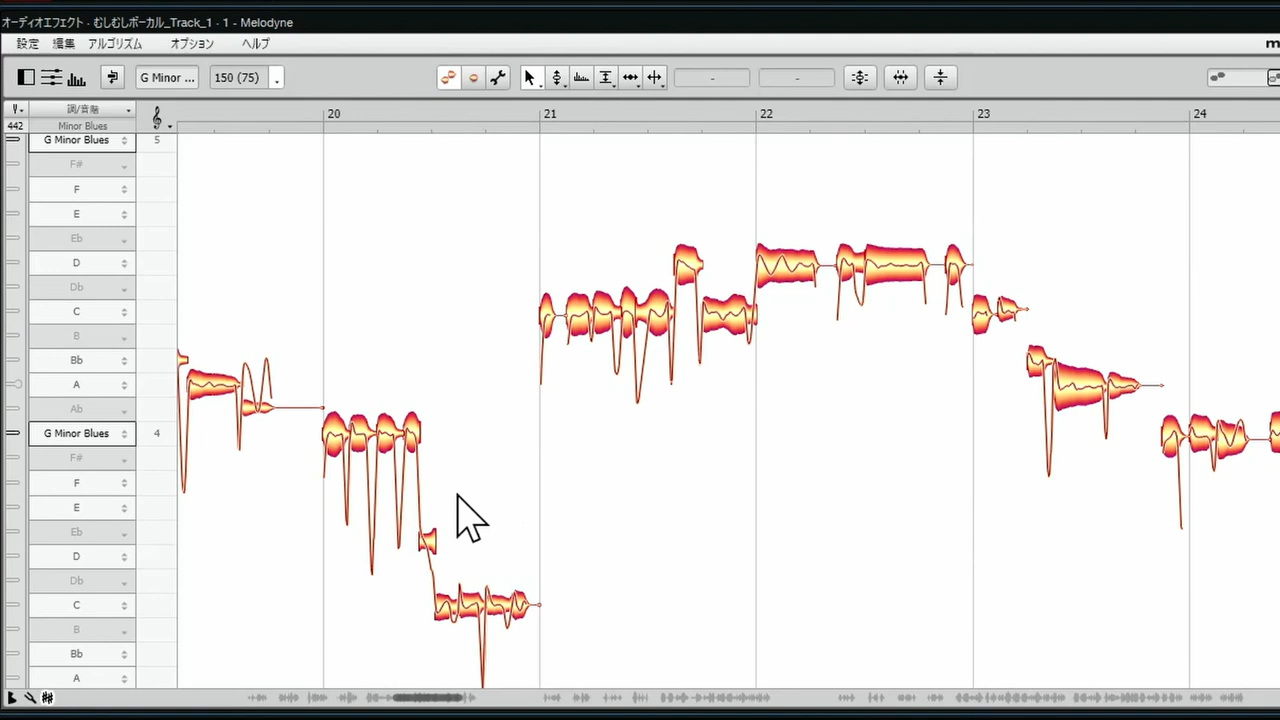 オーディオエフェクト - むしむしボーカル_Track_1 · 1 - Melodyne
設定 編集 アルゴリズム オプション ヘルプ
G Minor ... 150 (75) - -
調/音階 20 21 22 23 24
442 Minor Blues
G Minor Blues 5
F#
F
E
Eb
D
Db
C
B
Bb
A
Ab
G Minor Blues 4
F#
F
E
Eb
D
Db
C
B
Bb
A